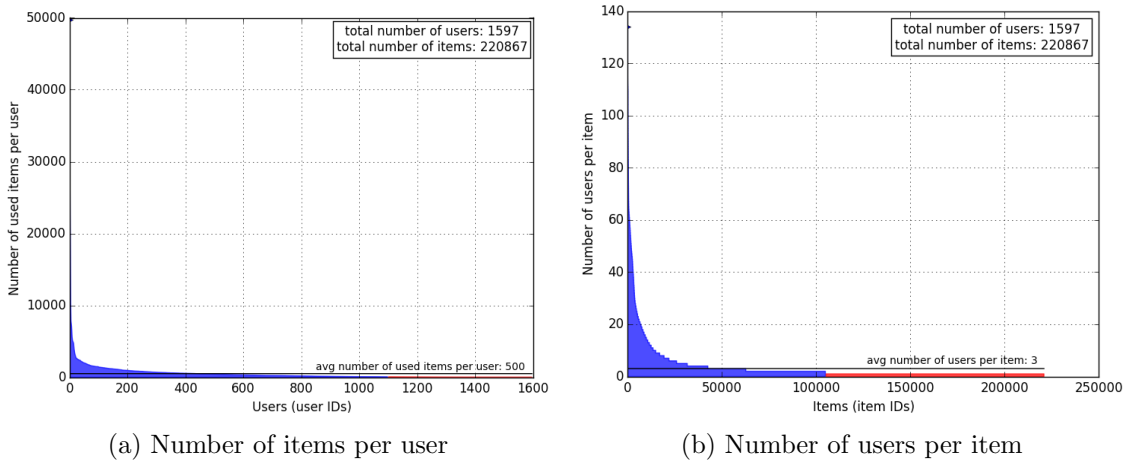 50000
40000
30000
20000
10000
0
Number of used items per user
total number of users: 1597
total number of items: 220867
avg number of used items per user: 500
0 200 400 600 800 1000 1200 1400 1600
Users (user IDs)
(a) Number of items per user
140
120
100
80
60
40
20
0
Number of users per item
total number of users: 1597
total number of items: 220867
avg number of users per item: 3
0 50000 100000 150000 200000 250000
Items (item IDs)
(b) Number of users per item